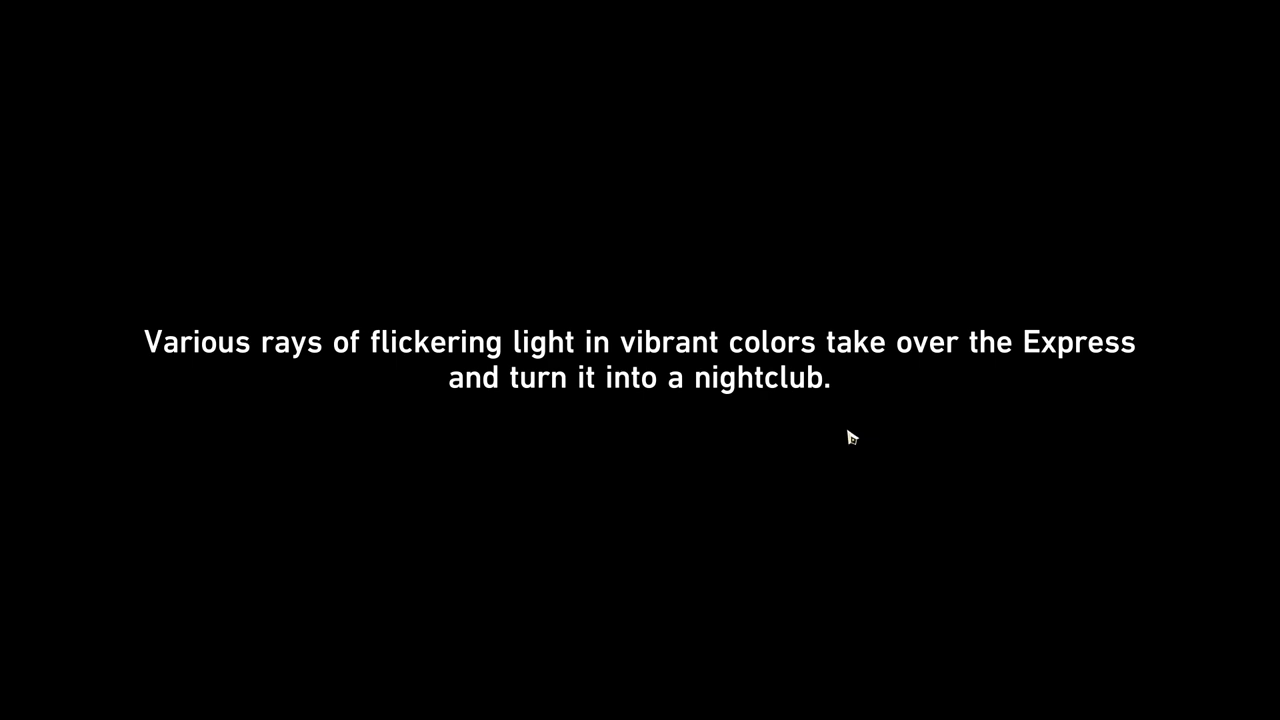 Various rays of flickering light in vibrant colors take over the Express
and turn it into a nightclub.